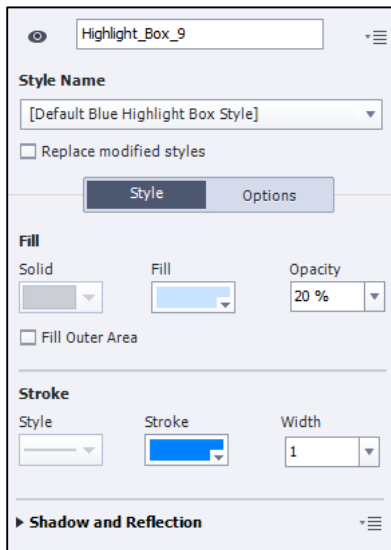 Highlight_Box_9
Style Name
[Default Blue Highlight Box Style]
Replace modified styles
Style Options
Fill
Solid Fill Opacity
20 %
Fill Outer Area
Stroke
Style Stroke Width
1
Shadow and Reflection